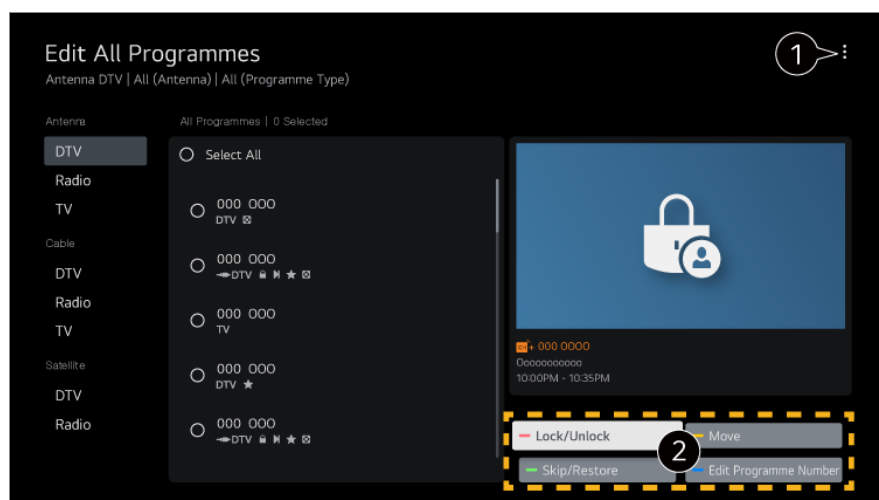 Edit All Programmes
1
Antenna DTV | All (Antenna) | All (Programme Type)
Antenna
All Programmes | 0 Selected
DTV
Radio
TV
Cable
DTV
Radio
TV
Satellite
DTV
Radio
Select All
000 000
DTV
000 000
DTV
000 000
TV
000 000
DTV
000 000
DTV
000 0000
Ooooooooooo
10:00PM - 10:35PM
Lock/Unlock
Move
2
Skip/Restore
Edit Programme Number